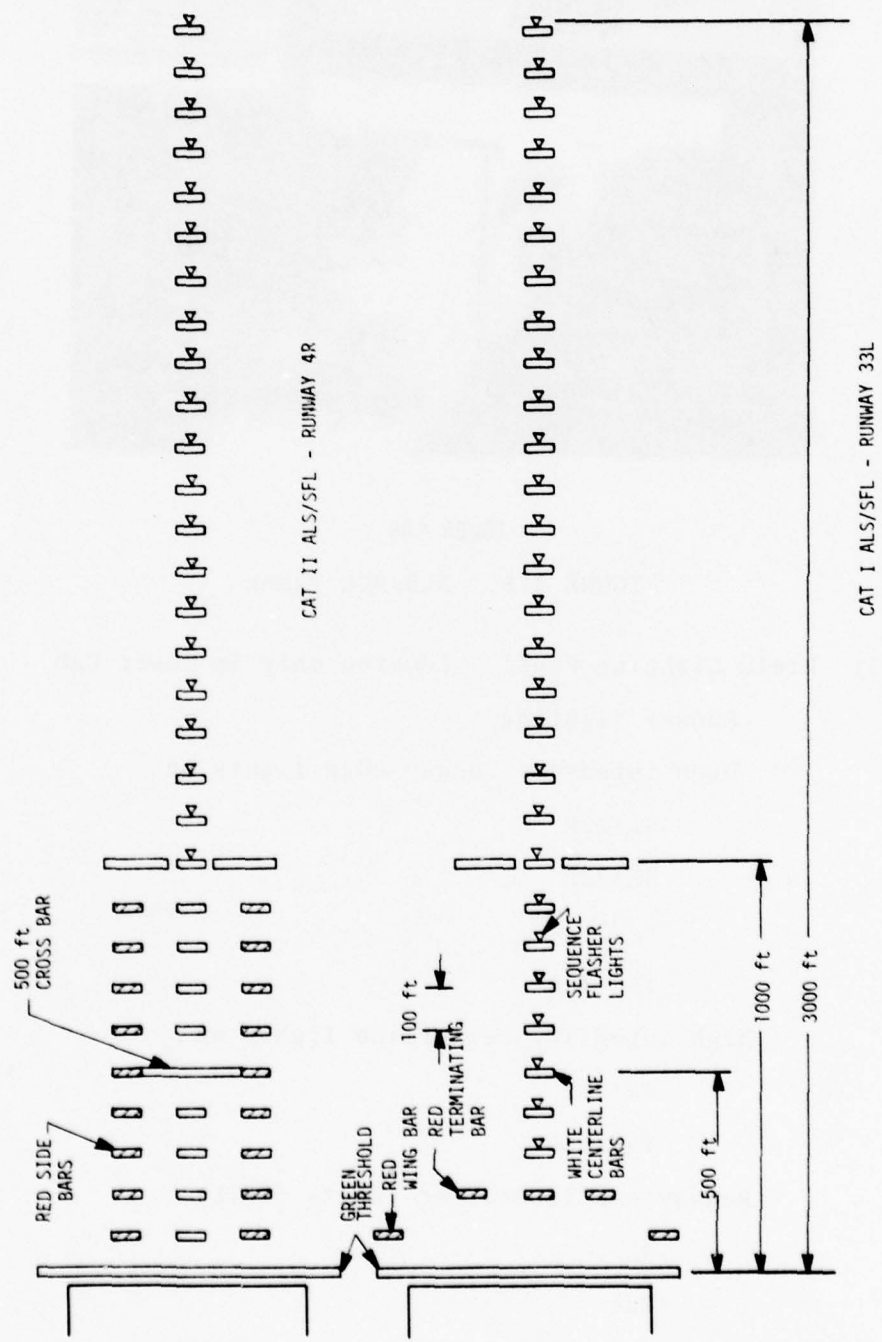 500 ft
CROSS BAR
RED SIDE
BARS
CAT II ALS/SFL - RUNWAY 4R
GREEN
THRESHOLD
RED
WING BAR
RED
TERMINATING
BAR
100 ft
SEQUENCE
FLASHER
LIGHTS
WHITE
CENTERLINE
BARS
500 ft
1000 ft
3000 ft
CAT I ALS/SFL - RUNWAY 33L